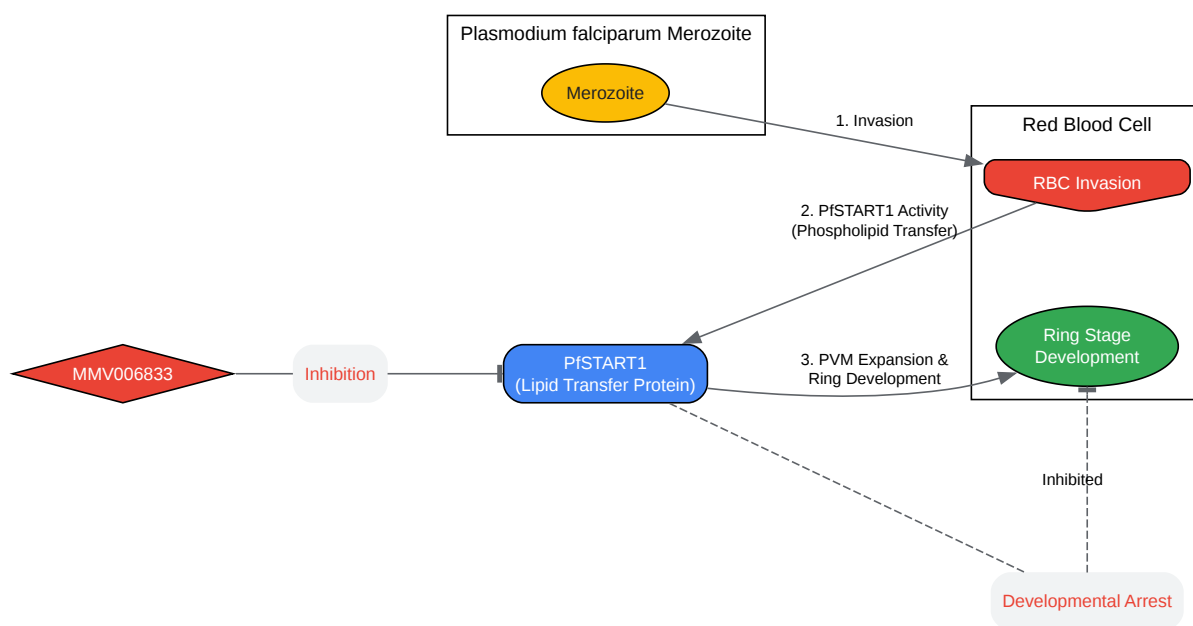 Plasmodium falciparum Merozoite
Merozoite
1. Invasion
Red Blood Cell
RBC Invasion
2. PfSTART1 Activity
(Phospholipid Transfer)
Ring Stage
Development
MMV006833
Inhibition
PfSTART1
(Lipid Transfer Protein)
3. PVM Expansion &
Ring Development
Inhibited
Developmental Arrest